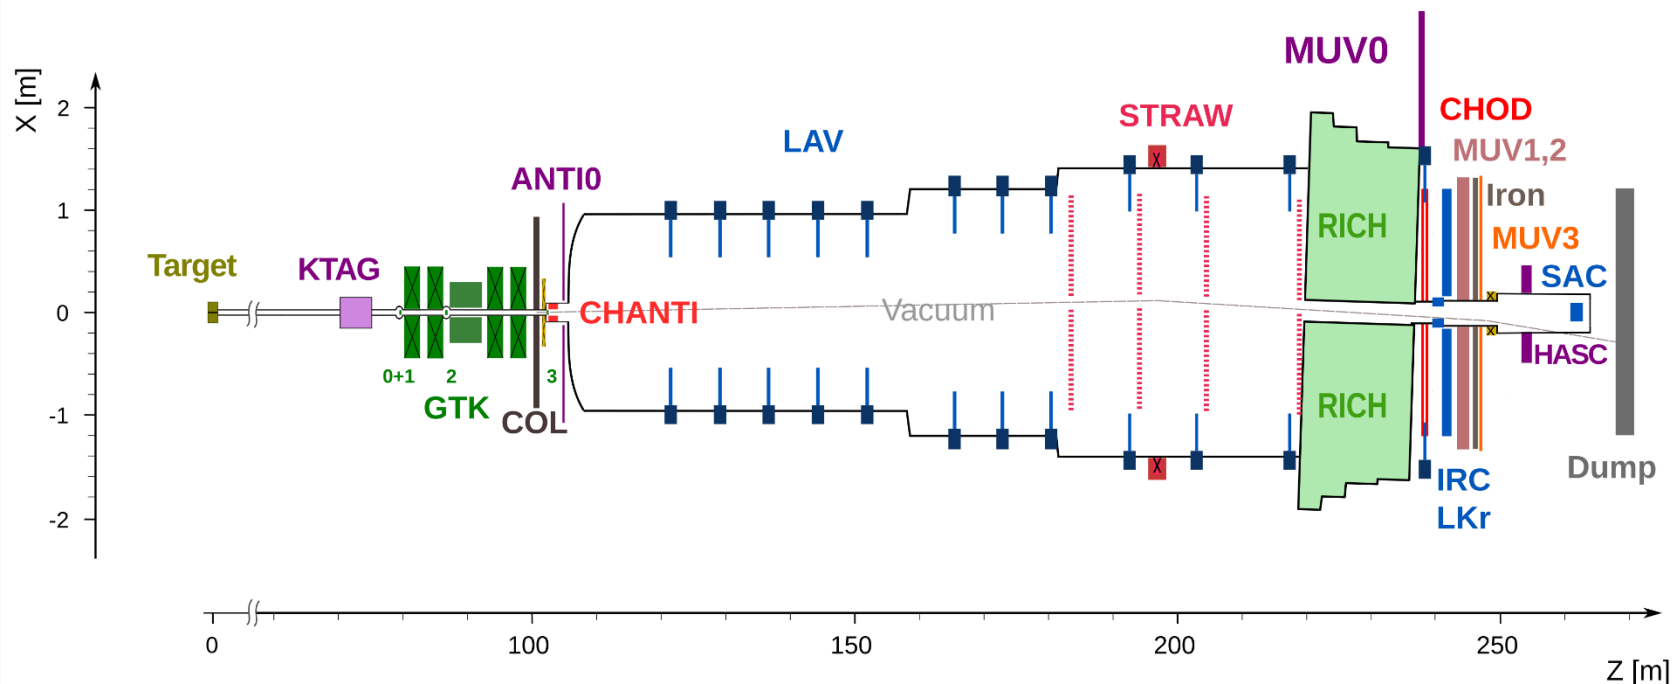 MUV0
X [m]
2
CHOD
STRAW
LAV
MUV1,2
ANTI0
Iron
1
RICH
MUV3
Target
KTAG
SAC
0
CHANTI
Vacuum
HASC
0+1
2
3
GTK
RICH
-1
COL
Dump
IRC
LKr
-2
0
100
150
200
250
Z [m]